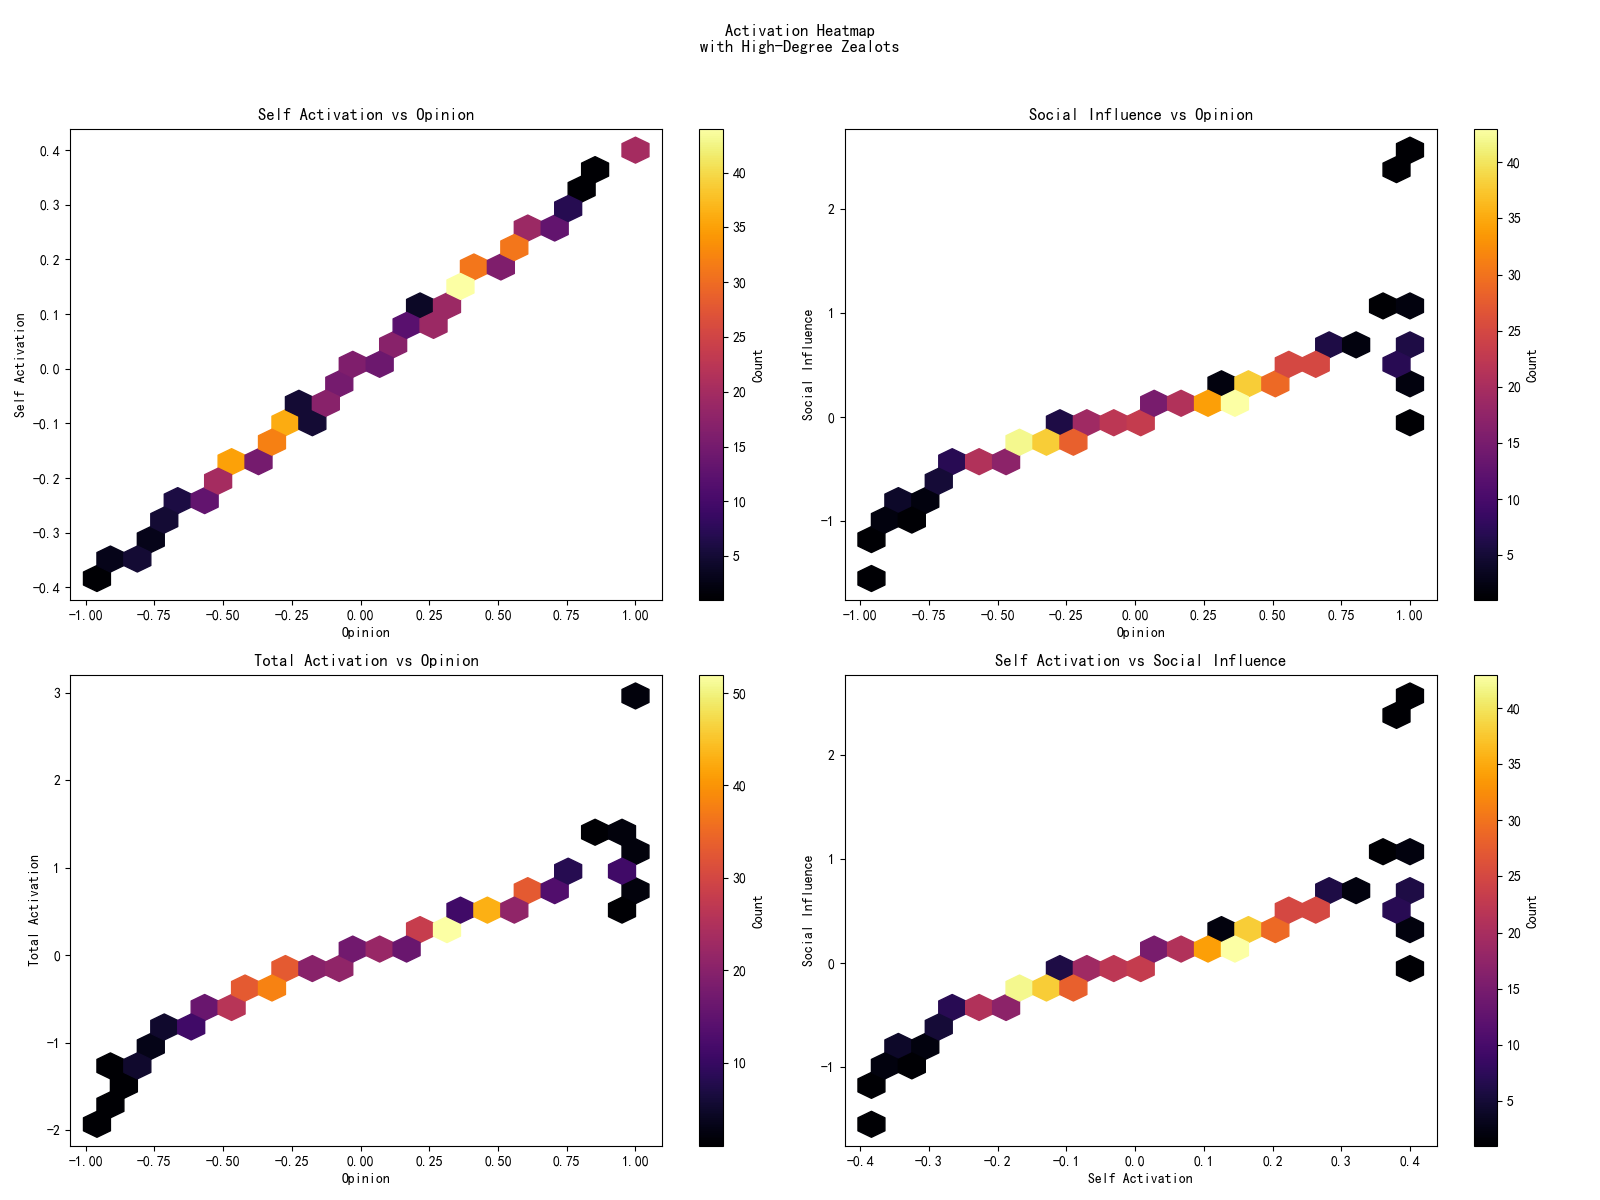 Activation Heatmap
with High-Degree Zealots
Self Activation vs Opinion
Self Activation
0.4
0.3
0.2
0.1
0.0
−0.1
−0.2
−0.3
−0.4
−1.00 −0.75 −0.50 −0.25 0.00 0.25 0.50 0.75 1.00
Opinion
40
35
30
25
20
15
10
5
Count
Social Influence vs Opinion
Social Influence
2
1
0
−1
−1.00 −0.75 −0.50 −0.25 0.00 0.25 0.50 0.75 1.00
Opinion
40
35
30
25
20
15
10
5
Count
Total Activation vs Opinion
Total Activation
3
2
1
0
−1
−2
−1.00 −0.75 −0.50 −0.25 0.00 0.25 0.50 0.75 1.00
Opinion
50
40
30
20
10
Count
Self Activation vs Social Influence
Social Influence
2
1
0
−1
−0.4 −0.3 −0.2 −0.1 0.0 0.1 0.2 0.3 0.4
Self Activation
40
35
30
25
20
15
10
5
Count